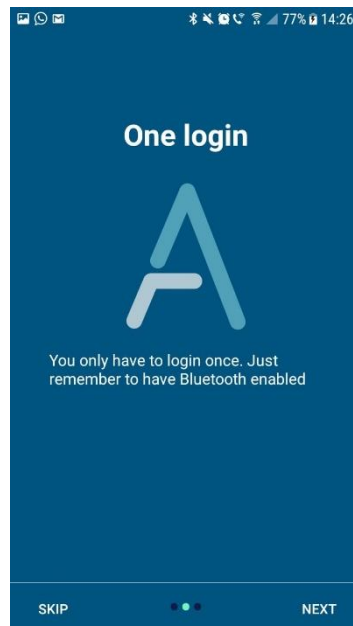 77% 14:26
One login
You only have to login once. Just
remember to have Bluetooth enabled
SKIP NEXT